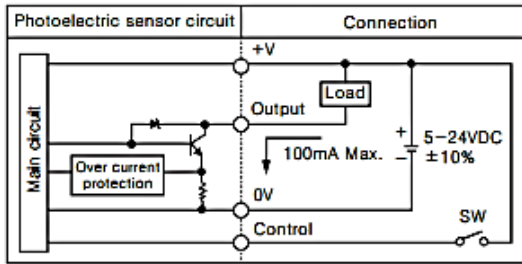 Photoelectric sensor circuit
Connection
+V
Load
Output
Main circuit
Over current
protection
100mA Max.
+
−
5−24VDC
±10%
0V
SW
Control